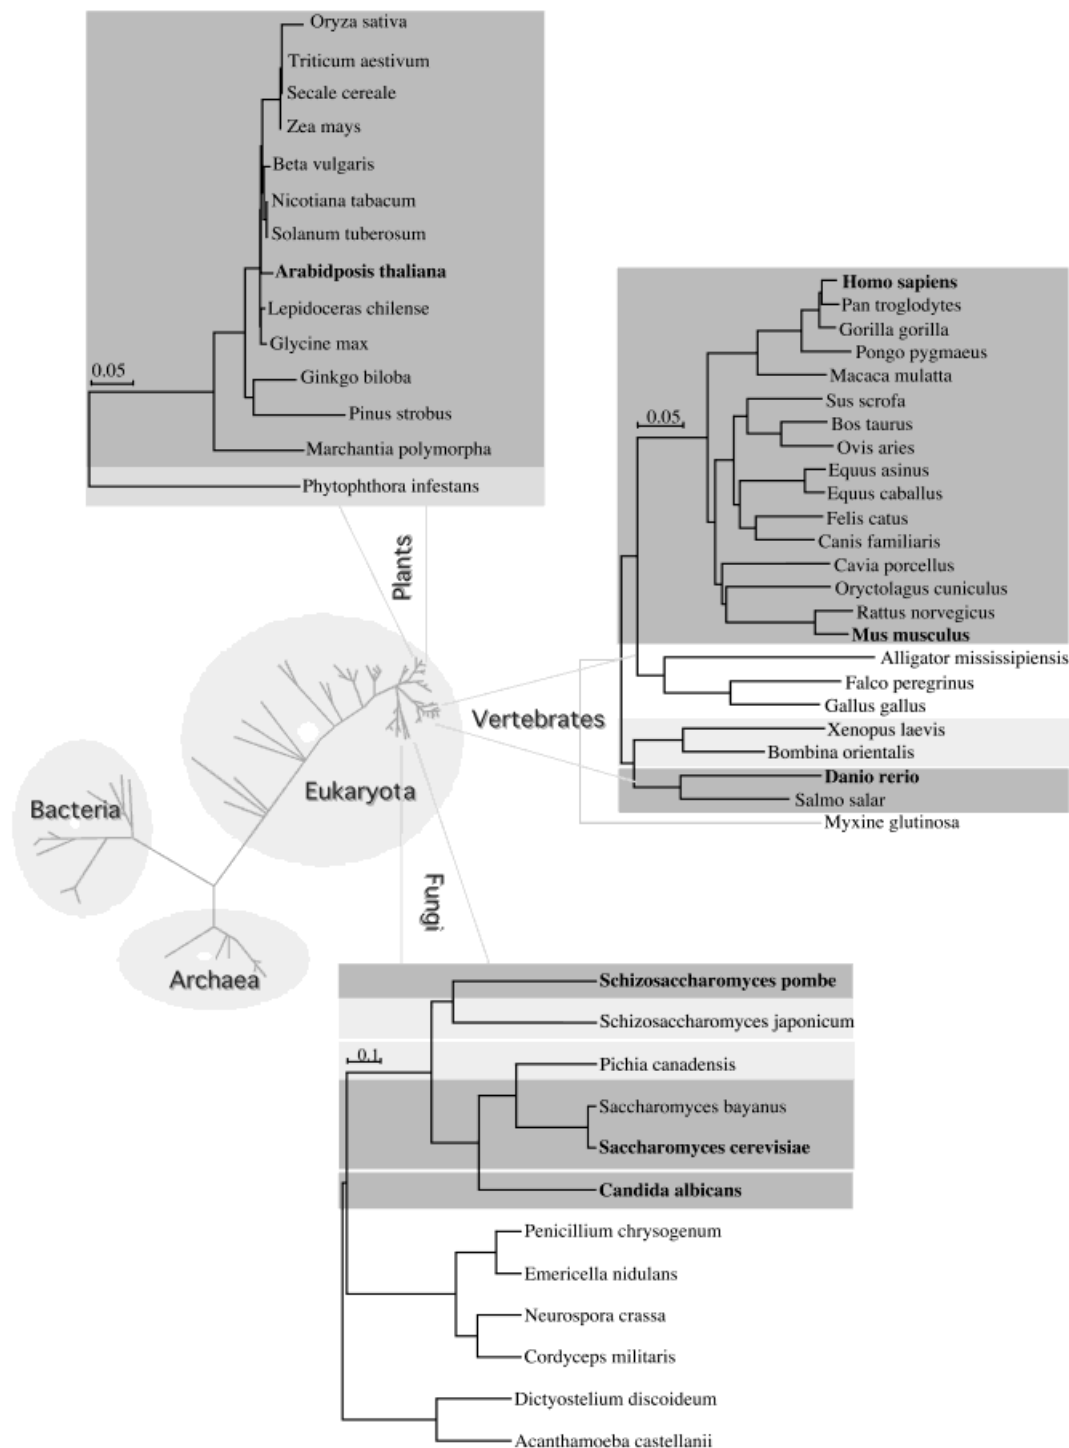 Oryza sativa
Triticum aestivum
Secale cereale
Zea mays
Beta vulgaris
Nicotiana tabacum
Solanum tuberosum
Arabidposis thaliana
Lepidoceras chilense
Glycine max
0.05
Ginkgo biloba
Pinus strobus
Marchantia polymorpha
Phytophthora infestans
Plants
Homo sapiens
Pan troglodytes
Gorilla gorilla
Pongo pygmaeus
Macaca mulatta
Sus scrofa
0.05
Bos taurus
Ovis aries
Equus asinus
Equus caballus
Felis catus
Canis familiaris
Cavia porcellus
Oryctolagus cuniculus
Rattus norvegicus
Mus musculus
Alligator mississipiensis
Falco peregrinus
Gallus gallus
Vertebrates
Xenopus laevis
Bombina orientalis
Danio rerio
Salmo salar
Myxine glutinosa
Eukaryota
Bacteria
Archaea
Fungi
Schizosaccharomyces pombe
Schizosaccharomyces japonicum
0.1
Pichia canadensis
Saccharomyces bayanus
Saccharomyces cerevisiae
Candida albicans
Penicillium chrysogenum
Emericella nidulans
Neurospora crassa
Cordyceps militaris
Dictyostelium discoideum
Acanthamoeba castellanii